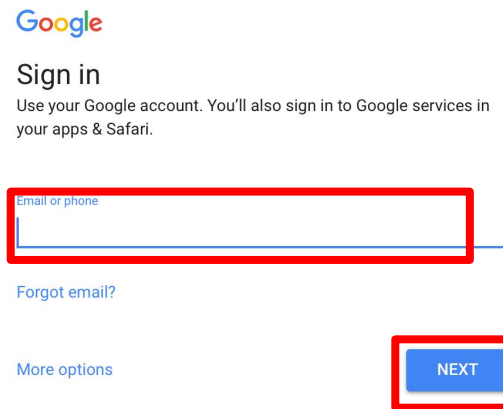 Google
Sign in
Use your Google account. You’ll also sign in to Google services in
your apps & Safari.
Email or phone
Forgot email?
More options
NEXT